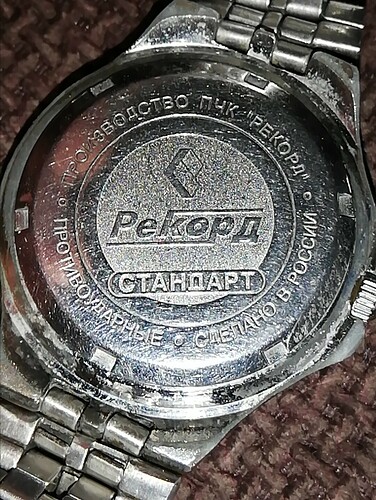 ПРОИЗВОДСТВО ПЧК "РЕКОРД"
Рекорд
СТАНДАРТ
ПРОТИВОУДАРНЫЕ • СДЕЛАНО В РОССИИ •